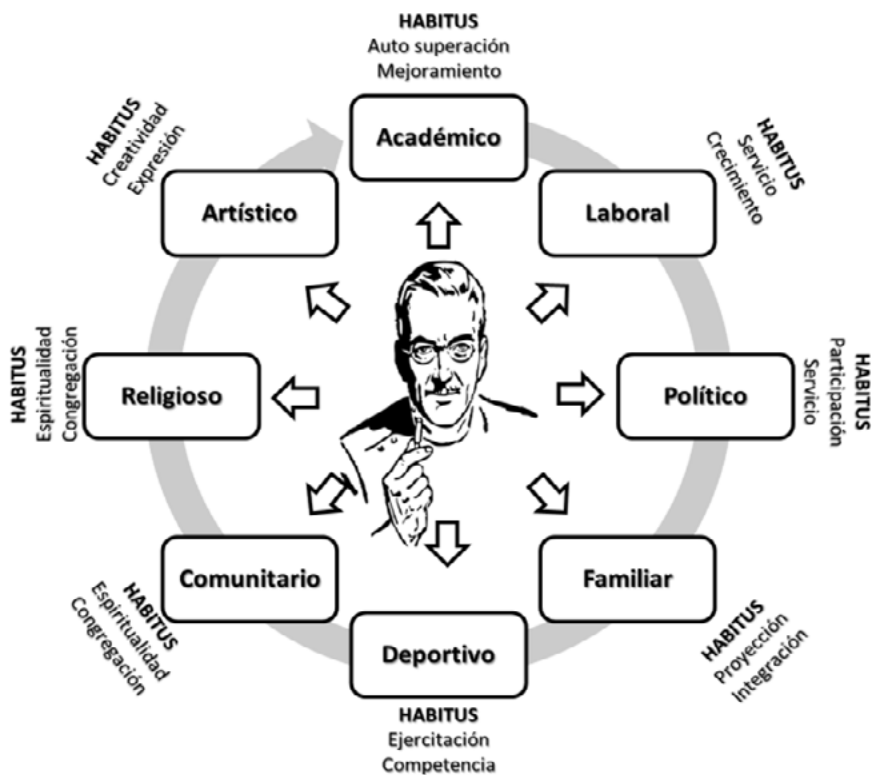 HABITUS
Auto superación
Mejoramiento
Académico
HABITUS
Servicio
Crecimiento
Laboral
HABITUS
Participación
Servicio
Político
HABITUS
Proyección
Integración
Familiar
Deportivo
HABITUS
Ejercitación
Competencia
Comunitario
HABITUS
Espiritualidad
Congregación
Religioso
HABITUS
Espiritualidad
Congregación
Artístico
HABITUS
Creatividad
Expresión